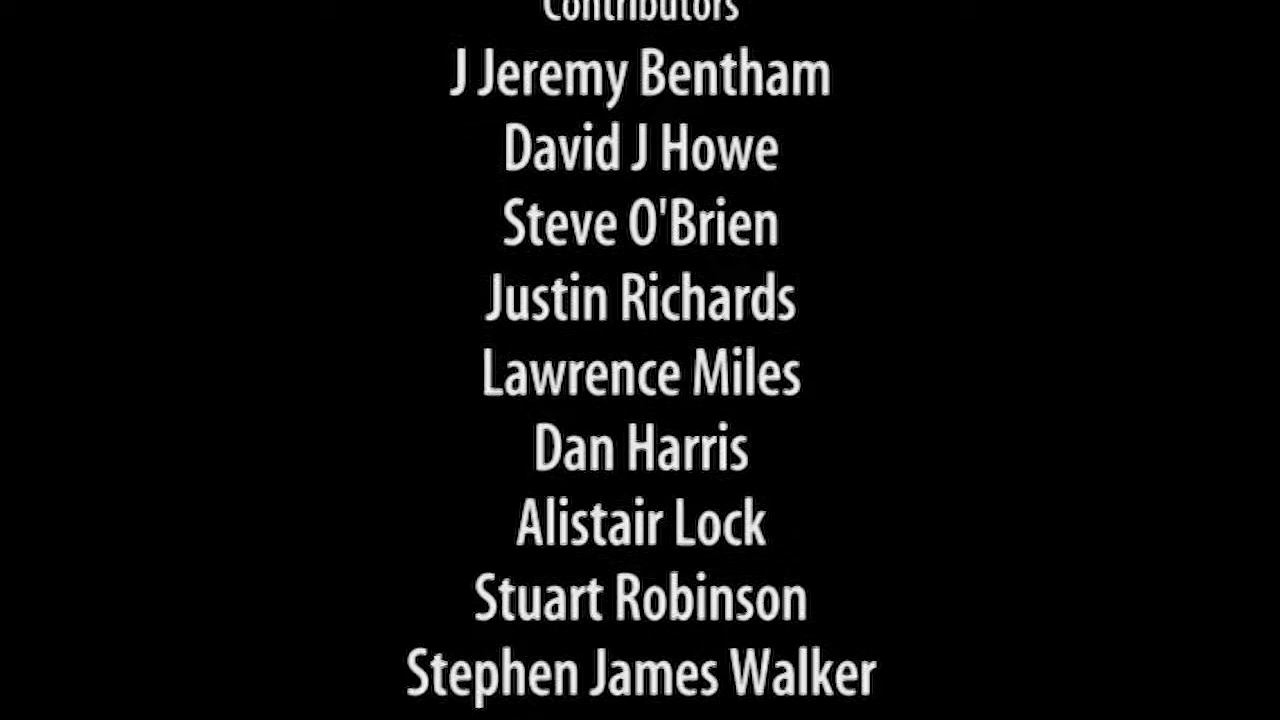 Contributors
J Jeremy Bentham
David J Howe
Steve O'Brien
Justin Richards
Lawrence Miles
Dan Harris
Alistair Lock
Stuart Robinson
Stephen James Walker